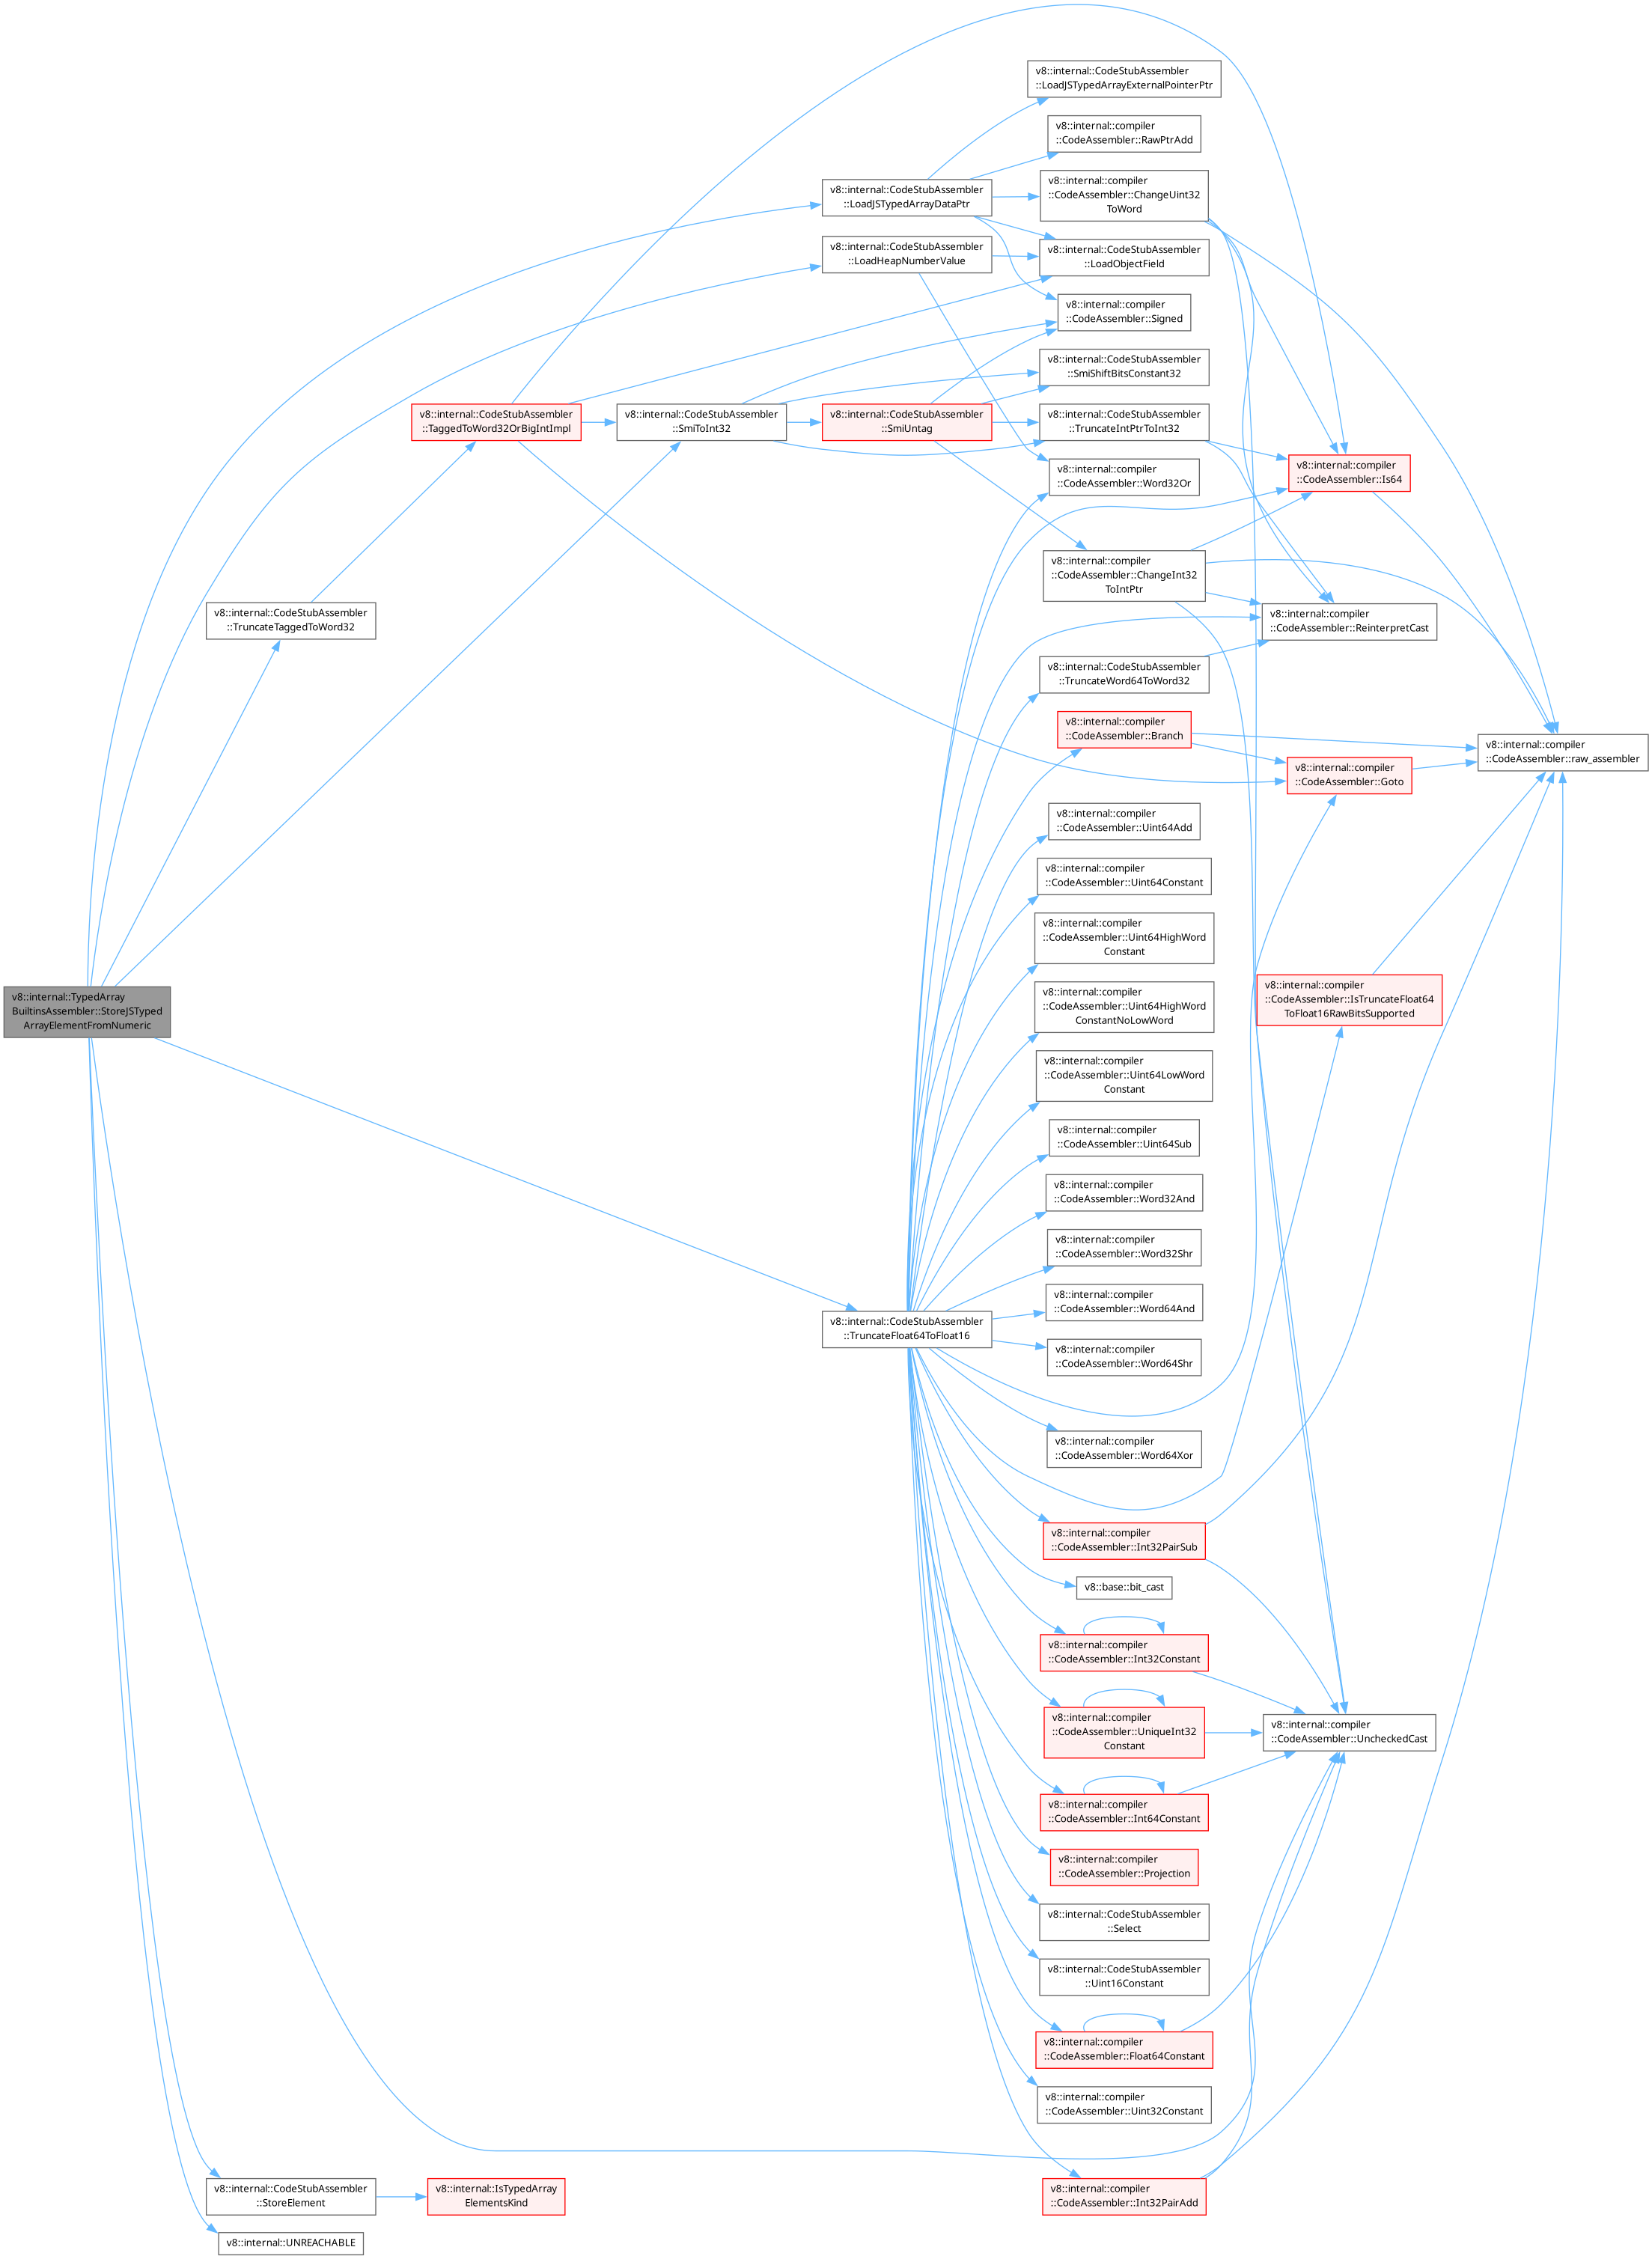 v8::internal::CodeStubAssembler
::LoadJSTypedArrayExternalPointerPtr
v8::internal::compiler
::CodeAssembler::RawPtrAdd
v8::internal::CodeStubAssembler
::LoadJSTypedArrayDataPtr
v8::internal::compiler
::CodeAssembler::ChangeUint32
ToWord
v8::internal::CodeStubAssembler
::LoadHeapNumberValue
v8::internal::CodeStubAssembler
::LoadObjectField
v8::internal::compiler
::CodeAssembler::Signed
v8::internal::CodeStubAssembler
::SmiShiftBitsConstant32
v8::internal::CodeStubAssembler
::TaggedToWord32OrBigIntImpl
v8::internal::CodeStubAssembler
::SmiToInt32
v8::internal::CodeStubAssembler
::SmiUntag
v8::internal::CodeStubAssembler
::TruncateIntPtrToInt32
v8::internal::compiler
::CodeAssembler::Is64
v8::internal::compiler
::CodeAssembler::Word32Or
v8::internal::compiler
::CodeAssembler::ChangeInt32
ToIntPtr
v8::internal::CodeStubAssembler
::TruncateTaggedToWord32
v8::internal::compiler
::CodeAssembler::ReinterpretCast
v8::internal::CodeStubAssembler
::TruncateWord64ToWord32
v8::internal::compiler
::CodeAssembler::Branch
v8::internal::compiler
::CodeAssembler::raw_assembler
v8::internal::compiler
::CodeAssembler::Goto
v8::internal::compiler
::CodeAssembler::Uint64Add
v8::internal::compiler
::CodeAssembler::Uint64Constant
v8::internal::compiler
::CodeAssembler::Uint64HighWord
Constant
v8::internal::TypedArray
BuiltinsAssembler::StoreJSTyped
ArrayElementFromNumeric
v8::internal::compiler
::CodeAssembler::Uint64HighWord
ConstantNoLowWord
v8::internal::compiler
::CodeAssembler::IsTruncateFloat64
ToFloat16RawBitsSupported
v8::internal::compiler
::CodeAssembler::Uint64LowWord
Constant
v8::internal::compiler
::CodeAssembler::Uint64Sub
v8::internal::compiler
::CodeAssembler::Word32And
v8::internal::compiler
::CodeAssembler::Word32Shr
v8::internal::compiler
::CodeAssembler::Word64And
v8::internal::CodeStubAssembler
::TruncateFloat64ToFloat16
v8::internal::compiler
::CodeAssembler::Word64Shr
v8::internal::compiler
::CodeAssembler::Word64Xor
v8::internal::compiler
::CodeAssembler::Int32PairSub
v8::base::bit_cast
v8::internal::compiler
::CodeAssembler::Int32Constant
v8::internal::compiler
::CodeAssembler::UniqueInt32
Constant
v8::internal::compiler
::CodeAssembler::UncheckedCast
v8::internal::compiler
::CodeAssembler::Int64Constant
v8::internal::compiler
::CodeAssembler::Projection
v8::internal::CodeStubAssembler
::Select
v8::internal::CodeStubAssembler
::Uint16Constant
v8::internal::compiler
::CodeAssembler::Float64Constant
v8::internal::compiler
::CodeAssembler::Uint32Constant
v8::internal::CodeStubAssembler
::StoreElement
v8::internal::IsTypedArray
ElementsKind
v8::internal::compiler
::CodeAssembler::Int32PairAdd
v8::internal::UNREACHABLE